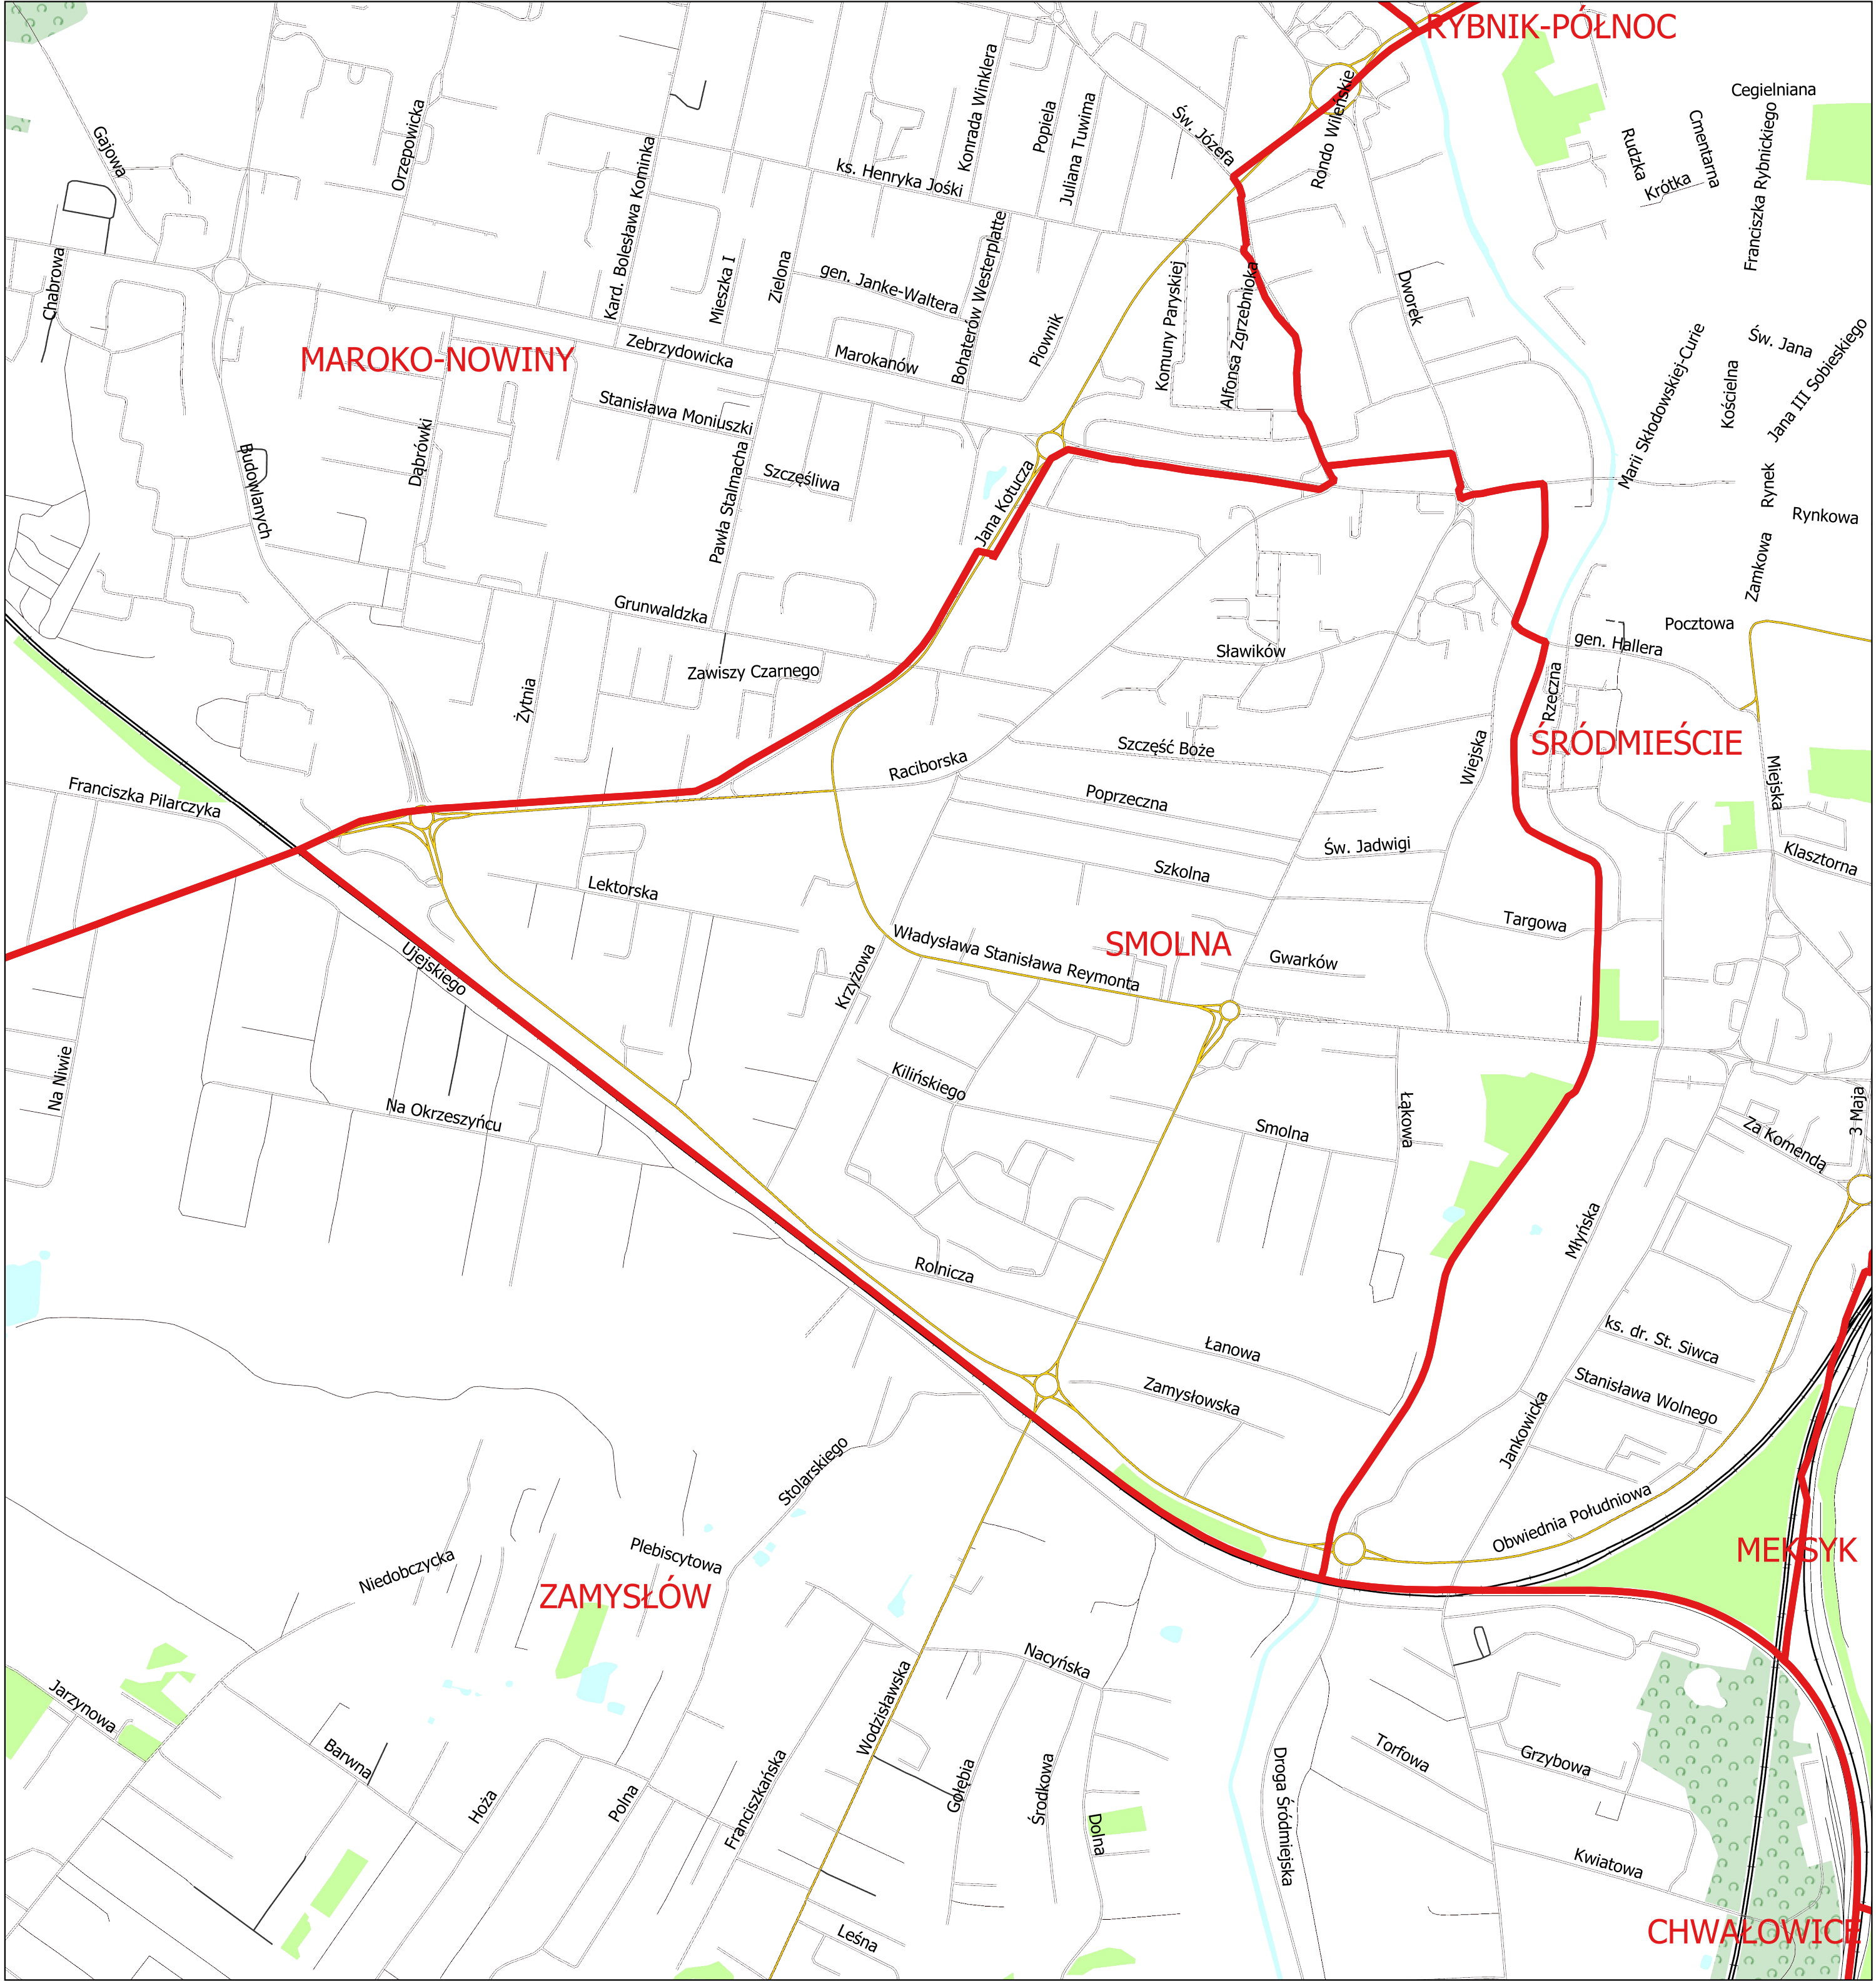 RYBNIK-PÓŁNOC
Cegielniana
Konrada Winklera
Popiela
Juliana Tuwima
Św. Józefa
Rondo Wileńskie
Rudzka
Cmentarna
Krótka
Franciszka Rybnickiego
Gajowa
Orzepowicka
Kard. Bolesława Kominka
ks. Henryka Jośki
Chabrowa
Mieszka I
Zielona
gen. Janke-Waltera
Bohaterów Westerplatte
Piownik
Komuny Paryskiej
Alfonsa Zgrzebnioka
Dworek
MAROKO-NOWINY
Zebrzydowicka
Marokanów
Marii Skłodowskiej-Curie
Kościelna
Św. Jana
Jana III Sobieskiego
Stanisława Moniuszki
Dąbrówki
Budowlanych
Pawła Stalmacha
Szczęśliwa
Jana Kotucza
Rynek
Rynkowa
Zamkowa
Grunwaldzka
Zawiszy Czarnego
Sławików
Pocztowa
gen. Hallera
Rzeczna
Żytnia
ŚRÓDMIEŚCIE
Szczęść Boże
Wiejska
Raciborska
Miejska
Franciszka Pilarczyka
Poprzeczna
Św. Jadwigi
Klasztorna
Szkolna
Lektorska
Targowa
Władysława Stanisława Reymonta
SMOLNA
Gwarków
Ujejskiego
Krzyżowa
Na Niwie
Na Okrzeszyńcu
Kilińskiego
Smolna
Łąkowa
3 Maja
Za Komendą
Młyńska
Rolnicza
Łanowa
ks. dr. St. Siwca
Zamysłowska
Stanisława Wolnego
Jankowicka
Stolarskiego
Obwiednia Południowa
MEKSYK
Niedobczycka
Plebiscytowa
ZAMYSŁÓW
Nacyńska
Jarzynowa
Wodzisławska
Barwna
Torfowa
Grzybowa
Hoża
Polna
Franciszkańska
Gołębia
Środkowa
Dolna
Droga Śródmiejska
Kwiatowa
Leśna
CHWAŁOWICE